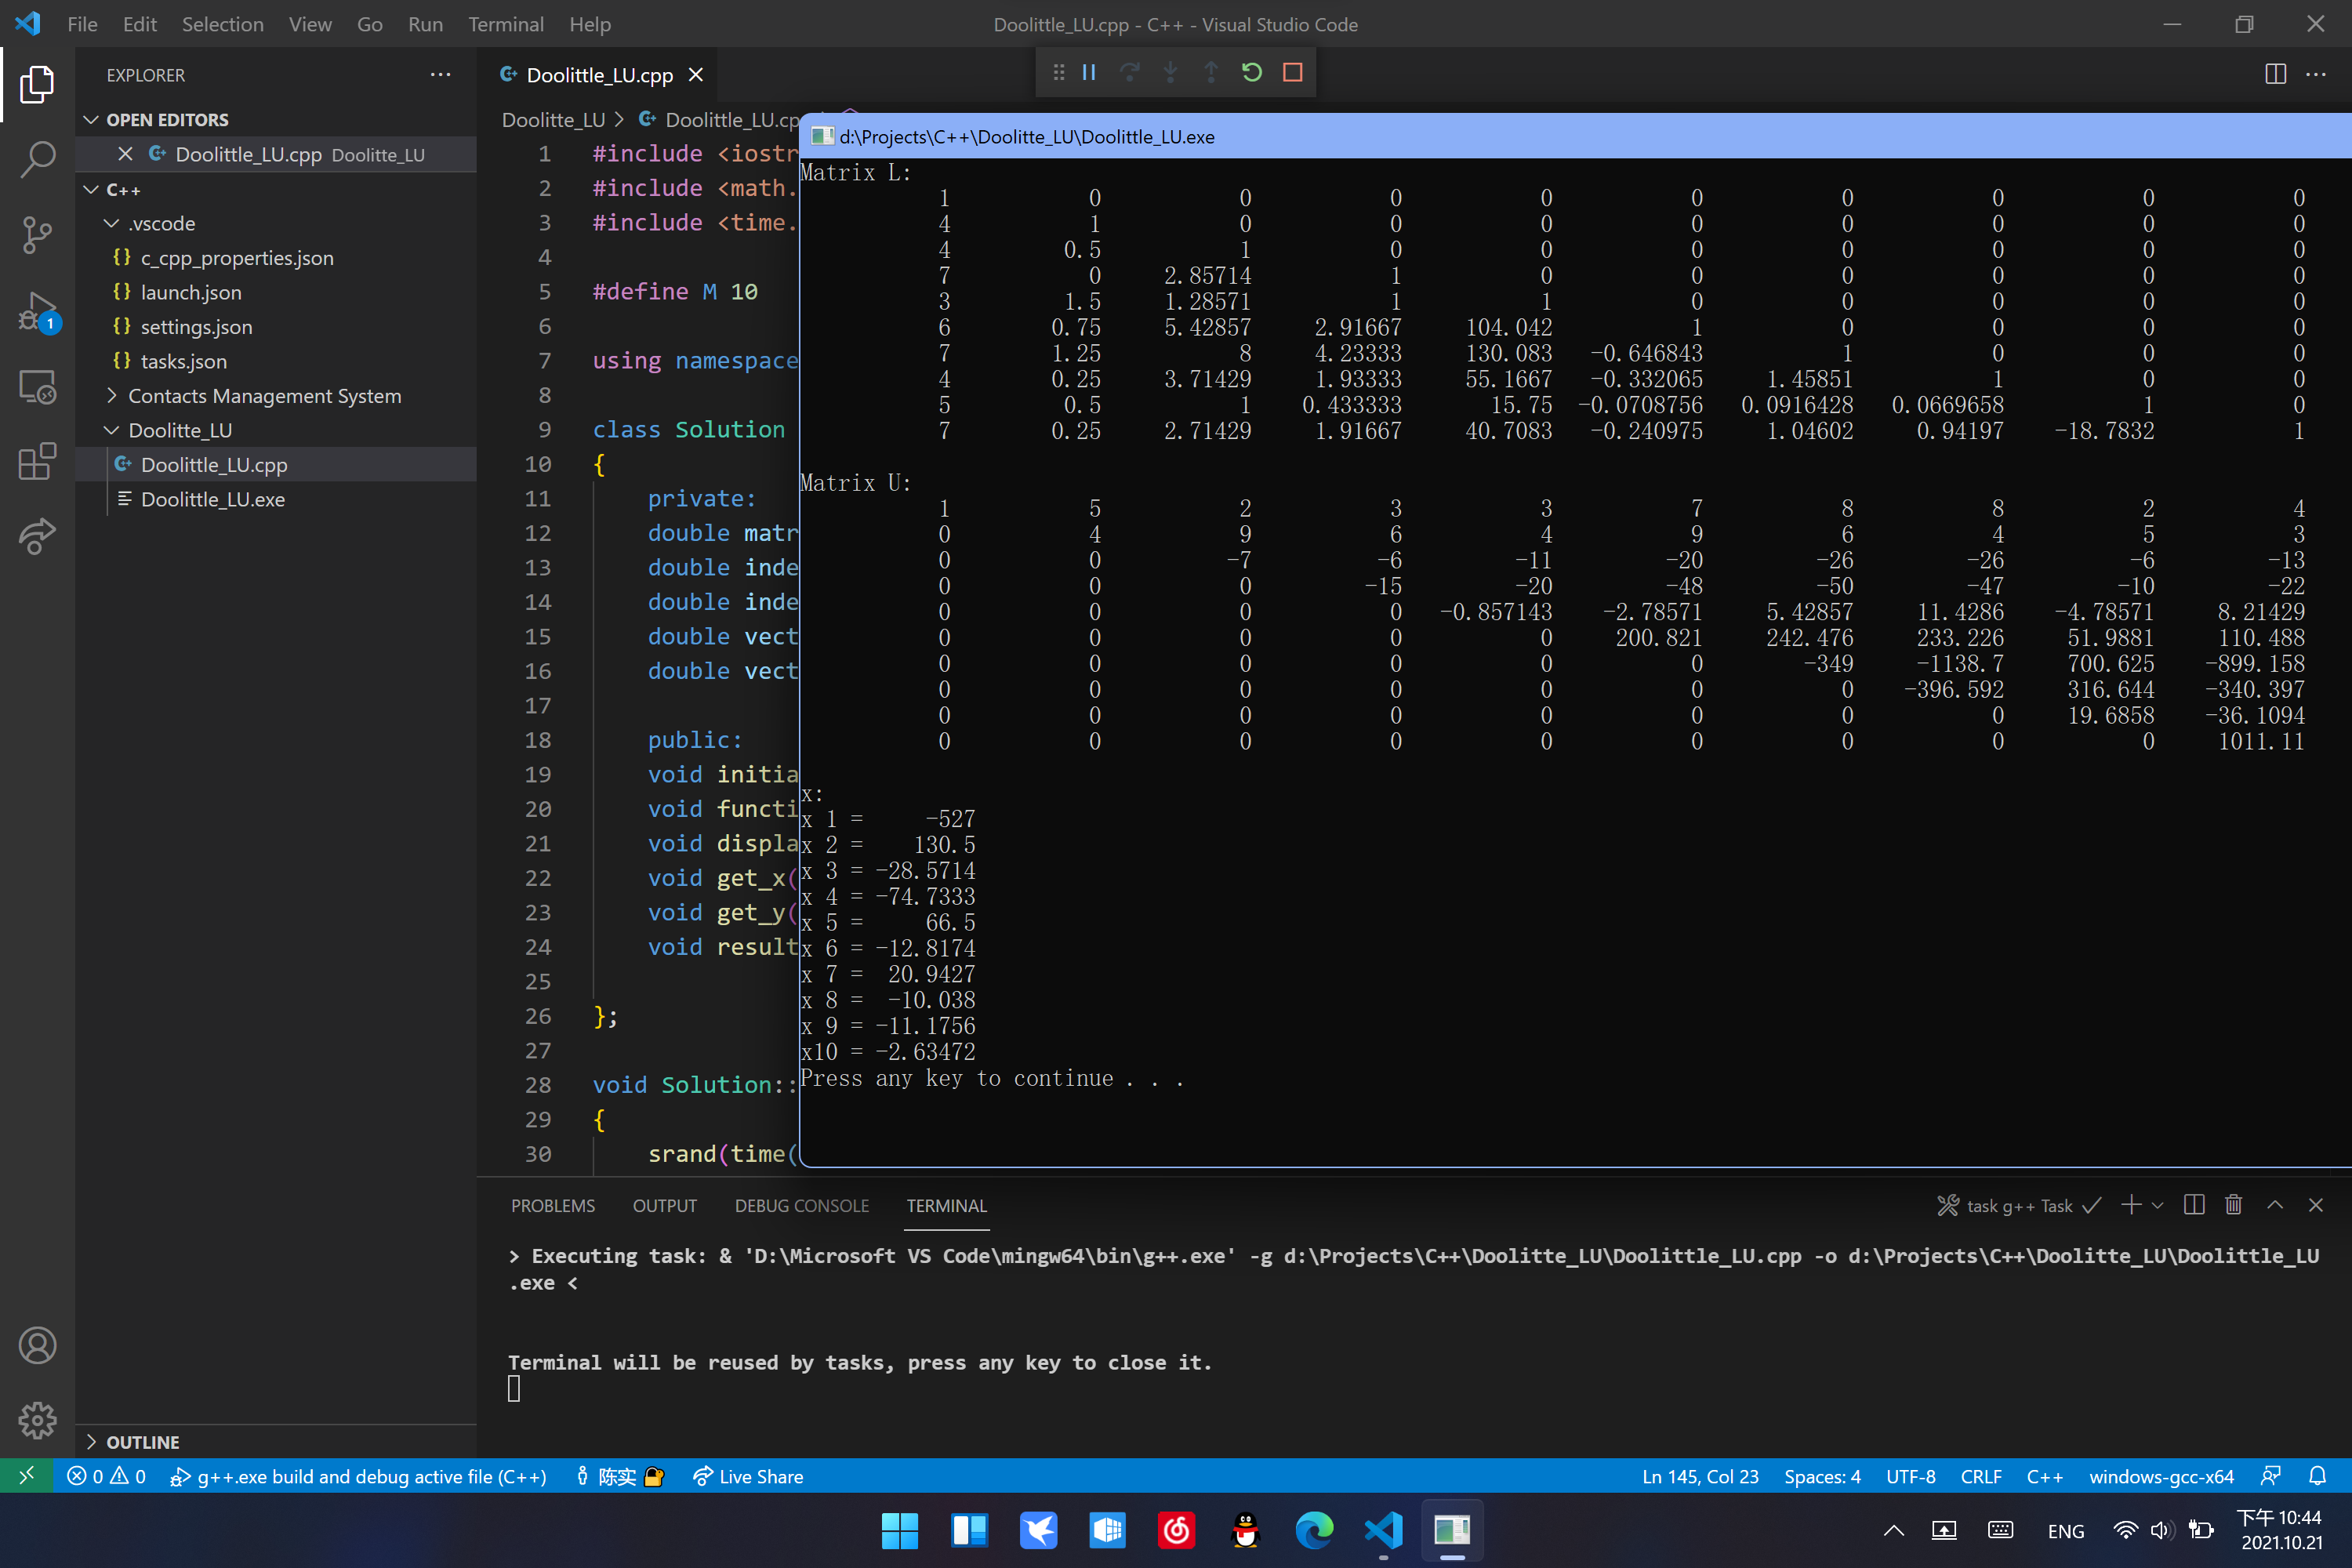 File Edit Selection View Go Run Terminal Help
Doolittle_LU.cpp - C++ - Visual Studio Code
EXPLORER
OPEN EDITORS
Doolittle_LU.cpp Doolitte_LU
C++
.vscode
{} c_cpp_properties.json
{} launch.json
{} settings.json
{} tasks.json
Contacts Management System
Doolitte_LU
Doolittle_LU.cpp
Doolittle_LU.exe
OUTLINE
1
Doolittle_LU.cpp
Doolitte_LU > Doolittle_LU.cp
1 #include <iostr
2 #include <math.
3 #include <time.
4
5 #define M 10
6
7 using namespace
8
9 class Solution
10 {
11 private:
12 double matr
13 double inde
14 double inde
15 double vect
16 double vect
17
18 public:
19 void initia
20 void functi
21 void displa
22 void get_x(
23 void get_y(
24 void result
25
26 };
27
28 void Solution::
29 {
30 srand(time(
d:\Projects\C++\Doolitte_LU\Doolittle_LU.exe
Matrix L:
1 0 0 0 0 0 0 0 0 0
4 1 0 0 0 0 0 0 0 0
4 0.5 1 0 0 0 0 0 0 0
7 0 2.85714 1 0 0 0 0 0 0
3 1.5 1.28571 1 1 0 0 0 0 0
6 0.75 5.42857 2.91667 104.042 1 0 0 0 0
7 1.25 8 4.23333 130.083 -0.646843 1 0 0 0
4 0.25 3.71429 1.93333 55.1667 -0.332065 1.45851 1 0 0
5 0.5 1 0.433333 15.75 -0.0708756 0.0916428 0.0669658 1 0
7 0.25 2.71429 1.91667 40.7083 -0.240975 1.04602 0.94197 -18.7832 1
Matrix U:
1 5 2 3 3 7 8 8 2 4
0 4 9 6 4 9 6 4 5 3
0 0 -7 -6 -11 -20 -26 -26 -6 -13
0 0 0 -15 -20 -48 -50 -47 -10 -22
0 0 0 0 -0.857143 -2.78571 5.42857 11.4286 -4.78571 8.21429
0 0 0 0 0 200.821 242.476 233.226 51.9881 110.488
0 0 0 0 0 0 -349 -1138.7 700.625 -899.158
0 0 0 0 0 0 0 -396.592 316.644 -340.397
0 0 0 0 0 0 0 0 19.6858 -36.1094
0 0 0 0 0 0 0 0 0 1011.11
x:
x 1 = -527
x 2 = 130.5
x 3 = -28.5714
x 4 = -74.7333
x 5 = 66.5
x 6 = -12.8174
x 7 = 20.9427
x 8 = -10.038
x 9 = -11.1756
x10 = -2.63472
Press any key to continue . . .
PROBLEMS OUTPUT DEBUG CONSOLE TERMINAL
task g++ Task
> Executing task: & 'D:\Microsoft VS Code\mingw64\bin\g++.exe' -g d:\Projects\C++\Doolitte_LU\Doolittle_LU.cpp -o d:\Projects\C++\Doolitte_LU\Doolittle_LU
.exe <
Terminal will be reused by tasks, press any key to close it.
0 0 g++.exe build and debug active file (C++) 陈实 Live Share
Ln 145, Col 23 Spaces: 4 UTF-8 CRLF C++ windows-gcc-x64
ENG
下午 10:44
2021.10.21